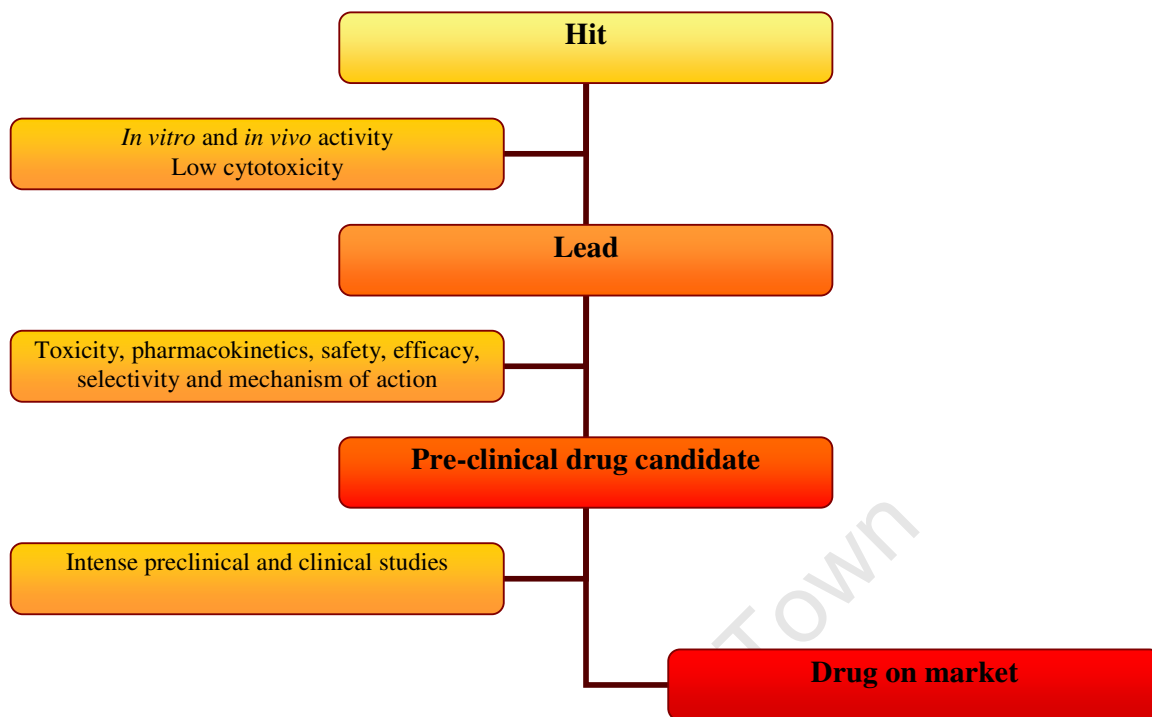 Hit
In vitro and in vivo activity
Low cytotoxicity
Lead
Toxicity, pharmacokinetics, safety, efficacy,
selectivity and mechanism of action
Pre-clinical drug candidate
Intense preclinical and clinical studies
Town
Drug on market